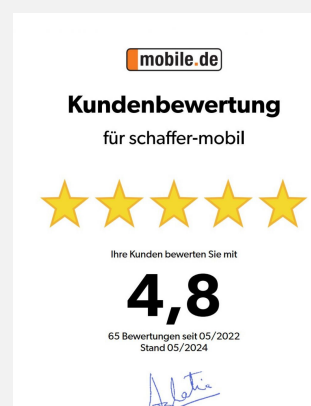 mobile.de
Kundenbewertung
für schaffer-mobil
Ihre Kunden bewerten Sie mit
4,8
65 Bewertungen seit 05/2022
Stand 05/2024